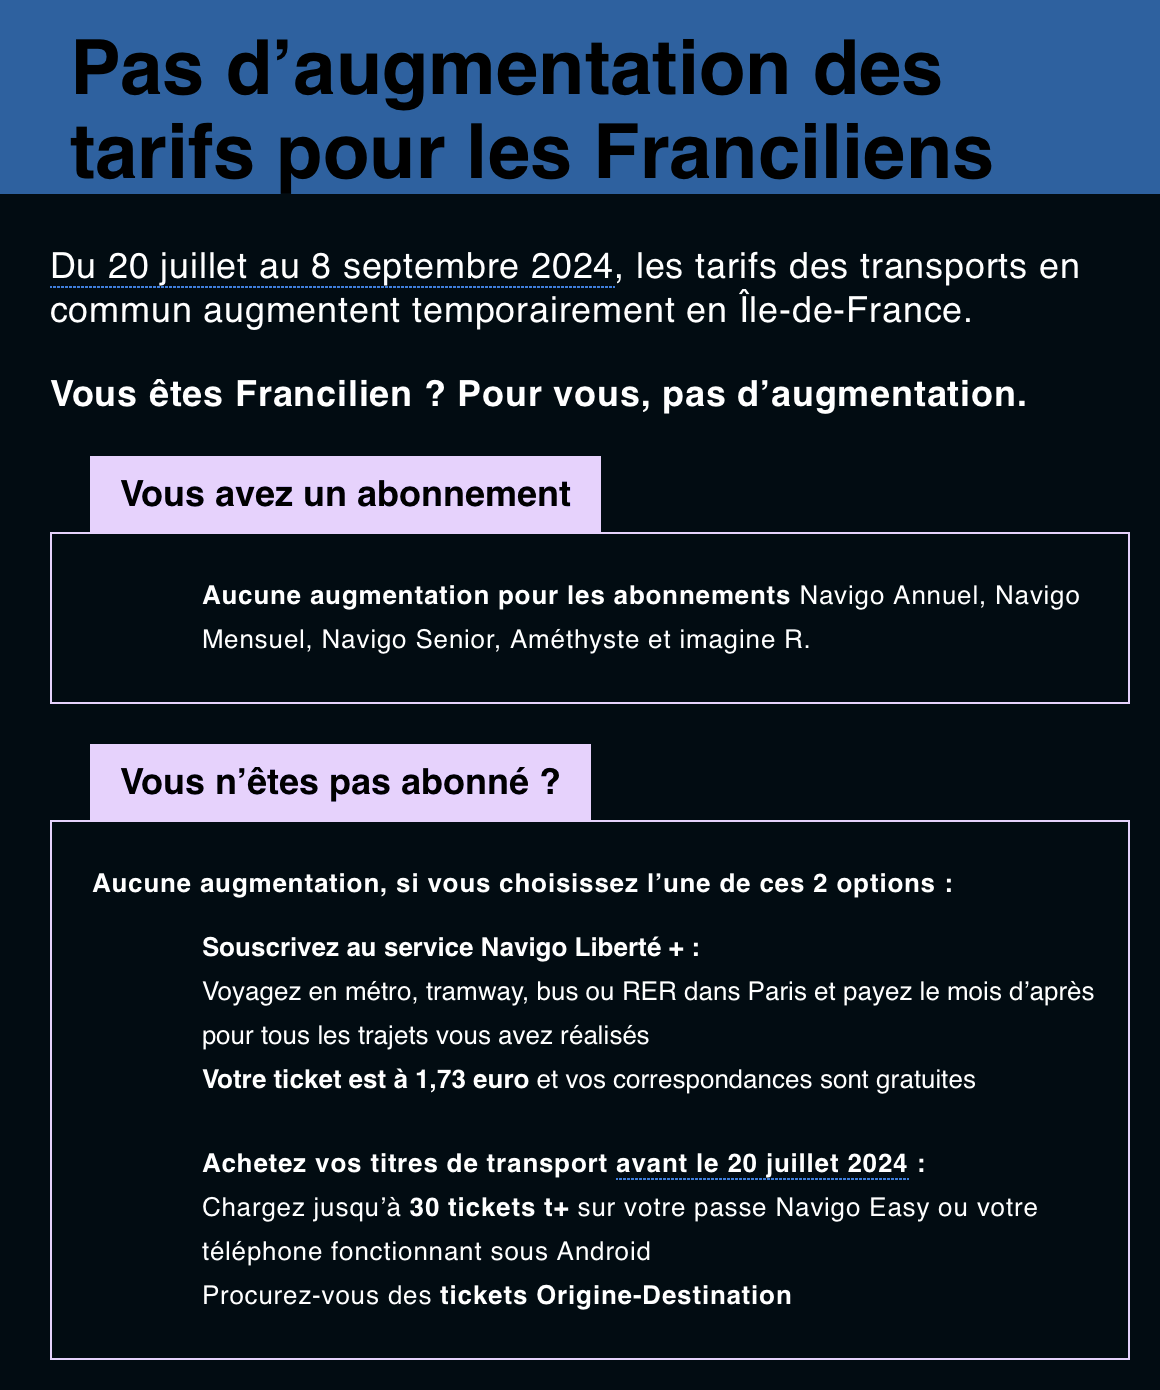 Pas d’augmentation des
tarifs pour les Franciliens
Du 20 juillet au 8 septembre 2024, les tarifs des transports en
commun augmentent temporairement en Île-de-France.
Vous êtes Francilien ? Pour vous, pas d’augmentation.
Vous avez un abonnement
Aucune augmentation pour les abonnements Navigo Annuel, Navigo
Mensuel, Navigo Senior, Améthyste et imagine R.
Vous n’êtes pas abonné ?
Aucune augmentation, si vous choisissez l’une de ces 2 options :
Souscrivez au service Navigo Liberté + :
Voyagez en métro, tramway, bus ou RER dans Paris et payez le mois d’après
pour tous les trajets vous avez réalisés
Votre ticket est à 1,73 euro et vos correspondances sont gratuites
Achetez vos titres de transport avant le 20 juillet 2024 :
Chargez jusqu’à 30 tickets t+ sur votre passe Navigo Easy ou votre
téléphone fonctionnant sous Android
Procurez-vous des tickets Origine-Destination